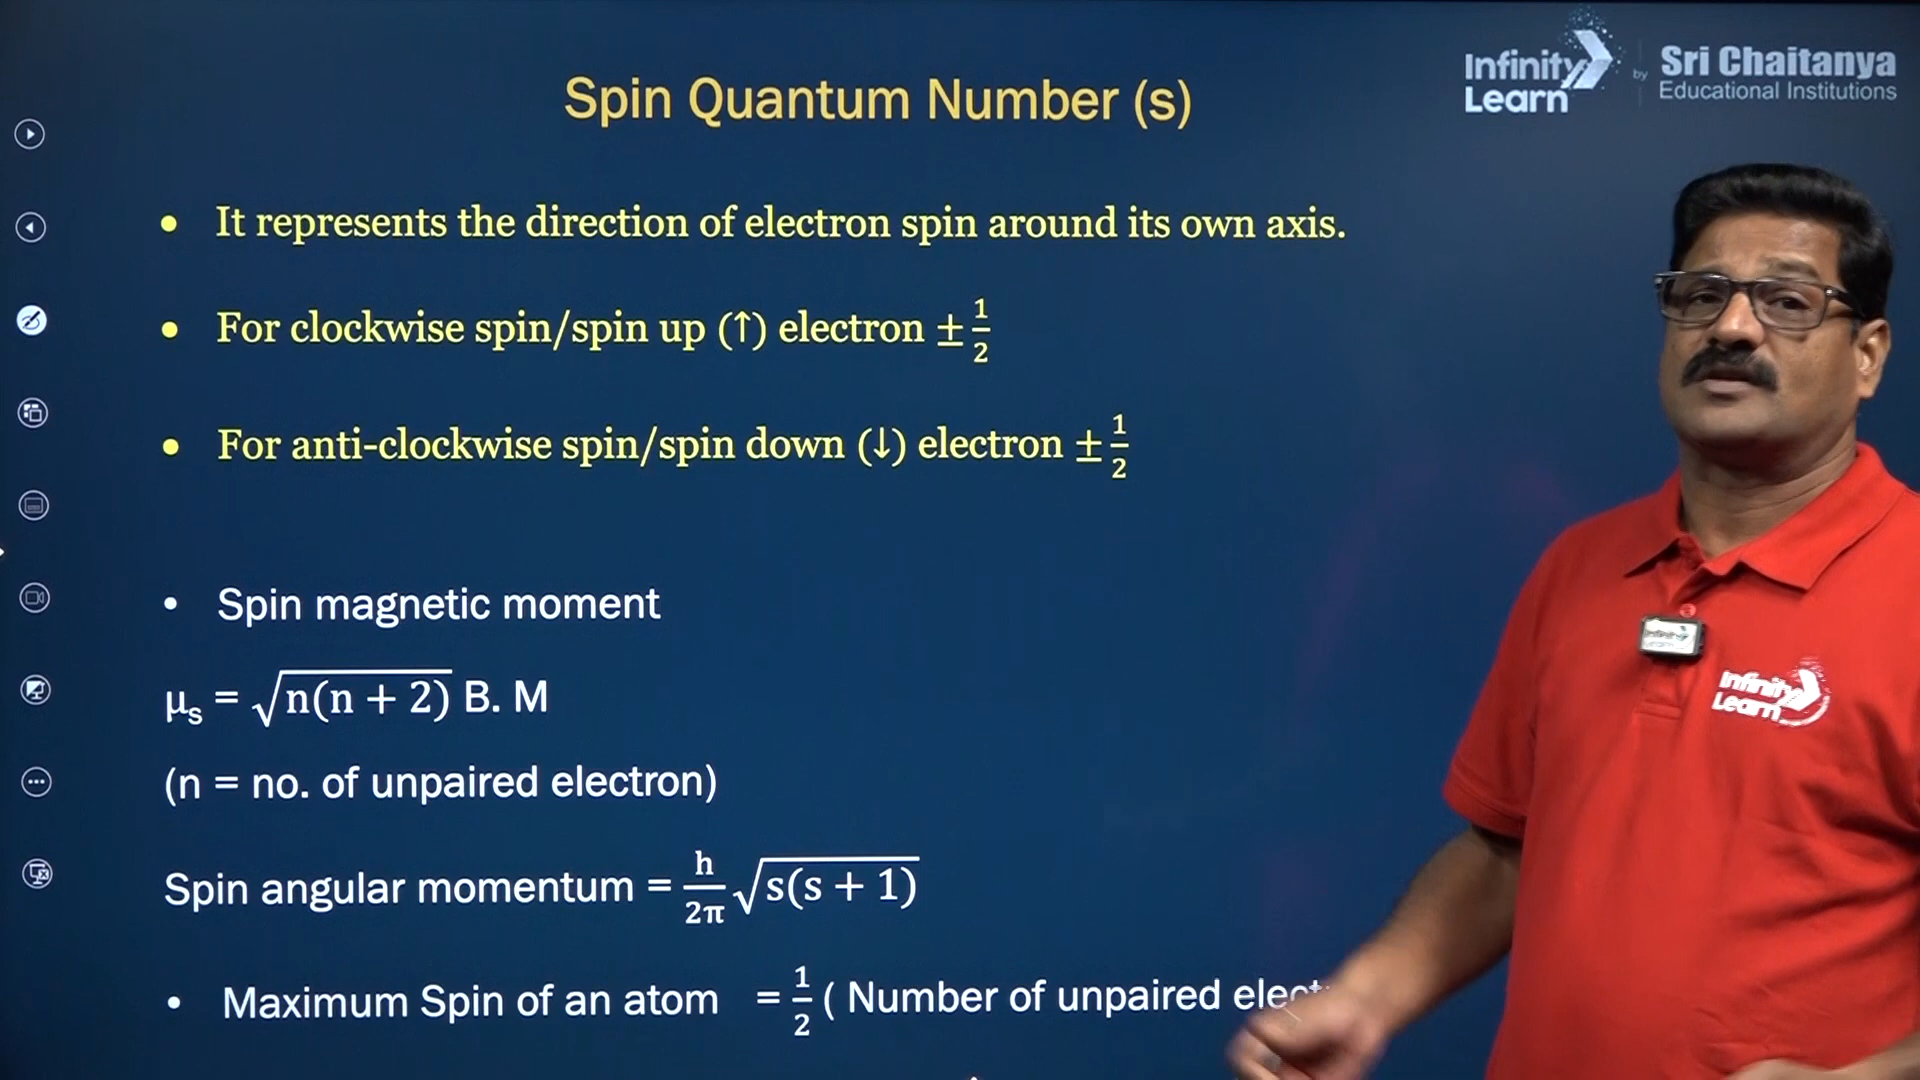 Infinity Learn by Sri Chaitanya Educational Institutions
Spin Quantum Number (s)
• It represents the direction of electron spin around its own axis.
• For clockwise spin/spin up (↑) electron ± 1/2
• For anti-clockwise spin/spin down (↓) electron ± 1/2
• Spin magnetic moment
μₛ = √n(n + 2) B. M
(n = no. of unpaired electron)
Spin angular momentum = h/2π √s(s + 1)
• Maximum Spin of an atom = 1/2 ( Number of unpaired
Infinity Learn